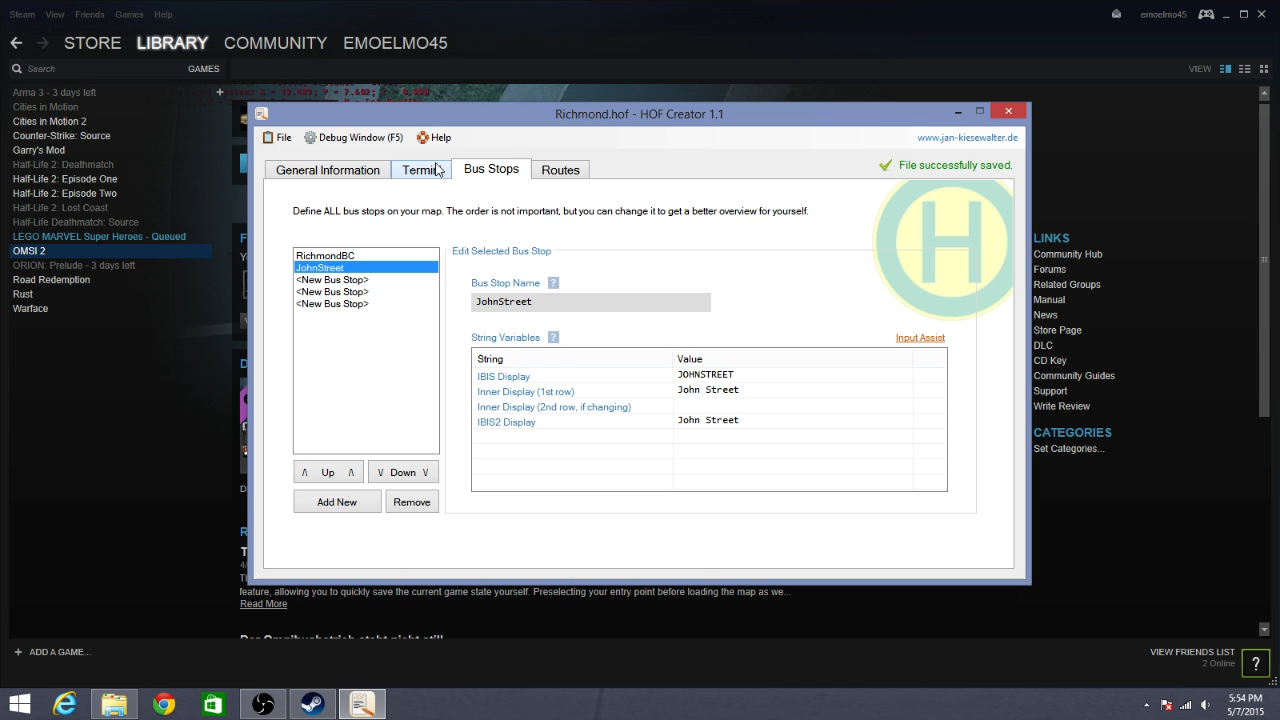 Steam View Friends Games Help
emoelmo45
STORE LIBRARY COMMUNITY EMOELMO45
Search GAMES
VIEW
Arma 3 - 3 days left
Cities in Motion
Cities in Motion 2
Counter-Strike: Source
Garry's Mod
Half-Life 2: Deathmatch
Half-Life 2: Episode One
Half-Life 2: Episode Two
Half-Life 2: Lost Coast
Half-Life Deathmatch: Source
LEGO MARVEL Super Heroes - Queued
OMSI 2
ORION: Prelude - 3 days left
Road Redemption
Rust
Warface
Richmond.hof - HOF Creator 1.1
File Debug Window (F5) Help
www.jan-kiesewalter.de
General Information Termini Bus Stops Routes
File successfully saved.
Define ALL bus stops on your map. The order is not important, but you can change it to get a better overview for yourself.
H
RichmondBC
JohnStreet
<New Bus Stop>
<New Bus Stop>
<New Bus Stop>
Up Down
Add New Remove
Edit Selected Bus Stop
Bus Stop Name ?
JohnStreet
String Variables ?
Input Assist
String Value
IBIS Display JOHNSTREET
Inner Display (1st row) John Street
Inner Display (2nd row, if changing)
IBIS2 Display John Street
LINKS
Community Hub
Forums
Related Groups
Manual
News
Store Page
DLC
CD Key
Community Guides
Support
Write Review
CATEGORIES
Set Categories...
feature, allowing you to quickly save the current game state yourself. Preselecting your entry point before loading the map as we...
Read More
+ ADD A GAME...
VIEW FRIENDS LIST
2 Online
?
5:54 PM
5/7/2015